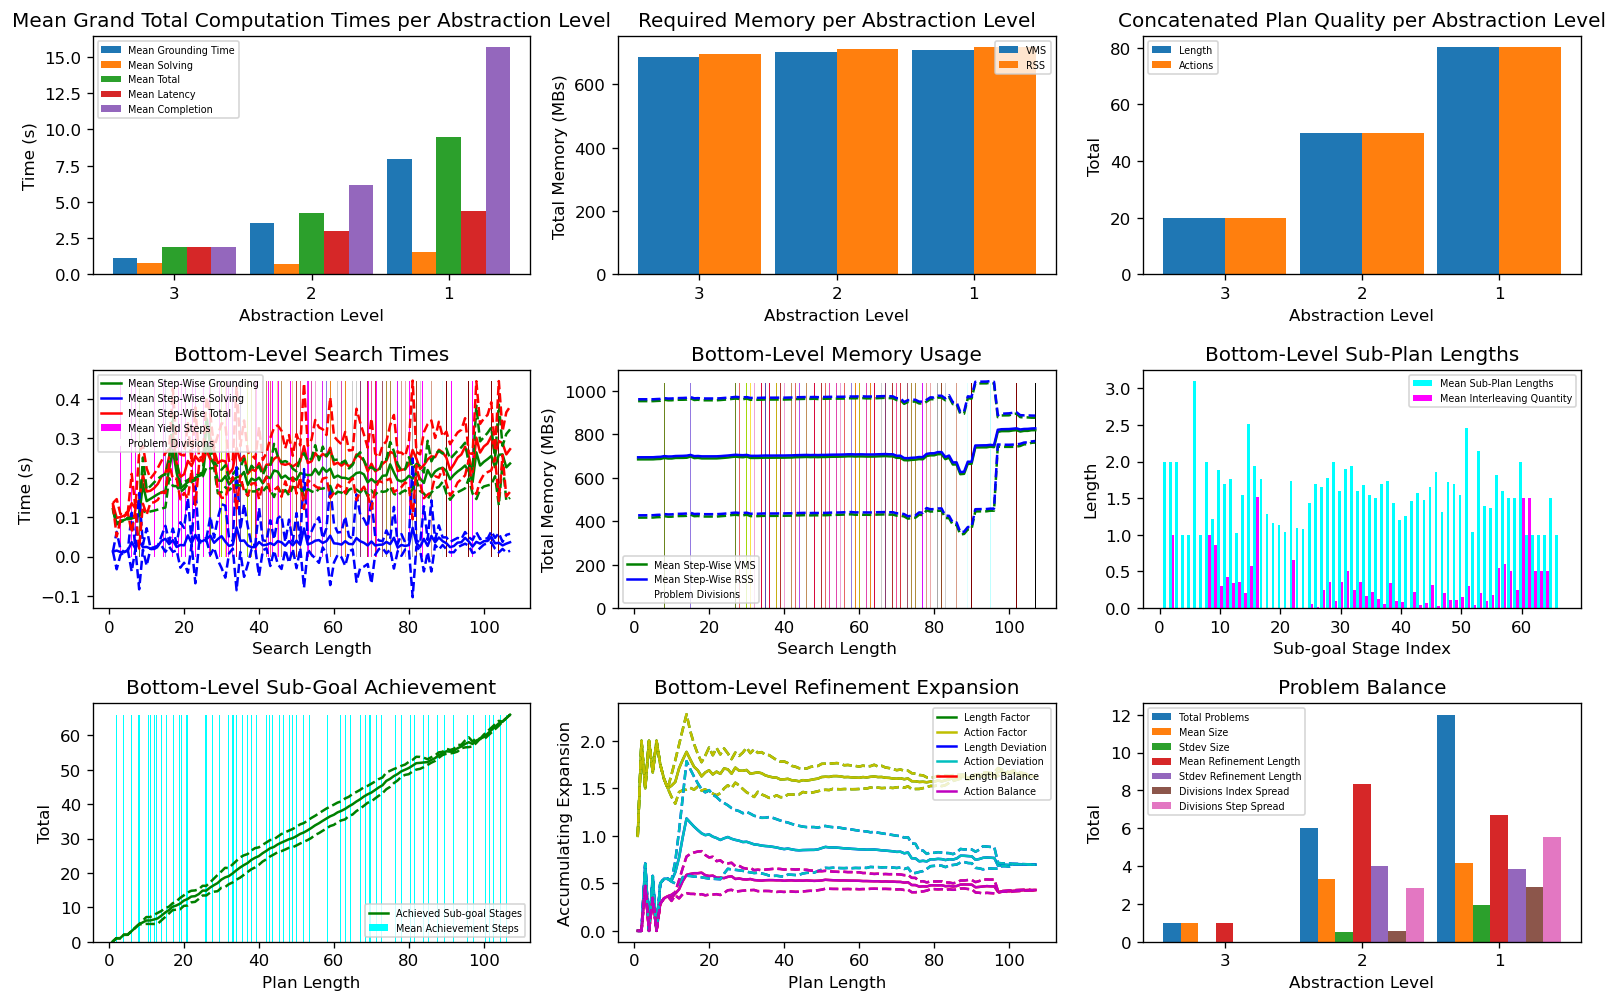 Mean Grand Total Computation Times per Abstraction Level
Mean Grounding Time
Mean Solving
Mean Total
Mean Latency
Mean Completion
Time (s)
15.0
12.5
10.0
7.5
5.0
2.5
0.0
3 2 1
Abstraction Level
Required Memory per Abstraction Level
VMS
RSS
Total Memory (MBs)
600
400
200
0
3 2 1
Abstraction Level
Concatenated Plan Quality per Abstraction Level
Length
Actions
Total
80
60
40
20
0
3 2 1
Abstraction Level
Bottom-Level Search Times
Mean Step-Wise Grounding
Mean Step-Wise Solving
Mean Step-Wise Total
Mean Yield Steps
Problem Divisions
Time (s)
0.4
0.3
0.2
0.1
0.0
−0.1
0 20 40 60 80 100
Search Length
Bottom-Level Memory Usage
Mean Step-Wise VMS
Mean Step-Wise RSS
Problem Divisions
Total Memory (MBs)
1000
800
600
400
200
0
0 20 40 60 80 100
Search Length
Bottom-Level Sub-Plan Lengths
Mean Sub-Plan Lengths
Mean Interleaving Quantity
Length
3.0
2.5
2.0
1.5
1.0
0.5
0.0
0 10 20 30 40 50 60
Sub-goal Stage Index
Bottom-Level Sub-Goal Achievement
Achieved Sub-goal Stages
Mean Achievement Steps
Total
60
50
40
30
20
10
0
0 20 40 60 80 100
Plan Length
Bottom-Level Refinement Expansion
Length Factor
Action Factor
Length Deviation
Action Deviation
Length Balance
Action Balance
Accumulating Expansion
2.0
1.5
1.0
0.5
0.0
0 20 40 60 80 100
Plan Length
Problem Balance
Total Problems
Mean Size
Stdev Size
Mean Refinement Length
Stdev Refinement Length
Divisions Index Spread
Divisions Step Spread
Total
12
10
8
6
4
2
0
3 2 1
Abstraction Level